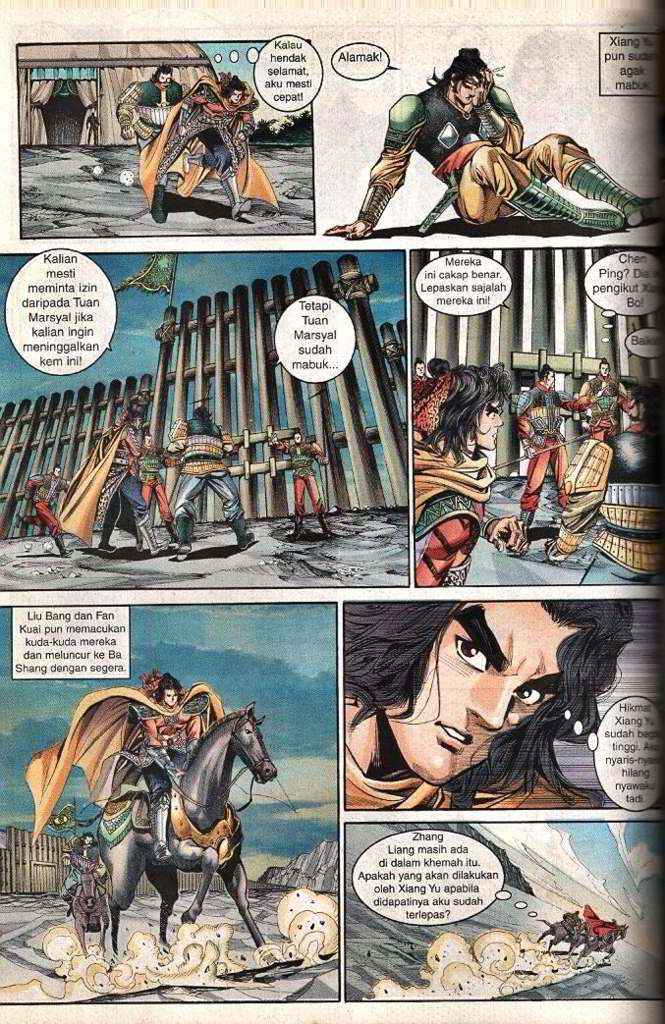 Kalau
hendak
selamat,
aku mesti
cepat!
Alamak!
Xiang Yu
pun
agak
mabuk
Kalian
mesti
meminta izin
daripada Tuan
Marsyal jika
kalian ingin
meninggalkan
kem ini!
Tetapi
Tuan
Marsyal
sudah
mabuk...
Mereka
ini cakap benar.
Lepaskan sajalah
mereka ini!
Chen
Ping?
pengikut
Bo!
Liu Bang dan Fan
Kuai pun memacukan
kuda-kuda mereka
dan meluncur ke Ba
Shang dengan segera.
Hikmat
Xiang Yu
sudah
tinggi.
hilang
nyawaku
tadi.
Zhang
Liang masih ada
di dalam khemah itu.
Apakah yang akan dilakukan
oleh Xiang Yu apabila
didapatinya aku sudah
terlepas?